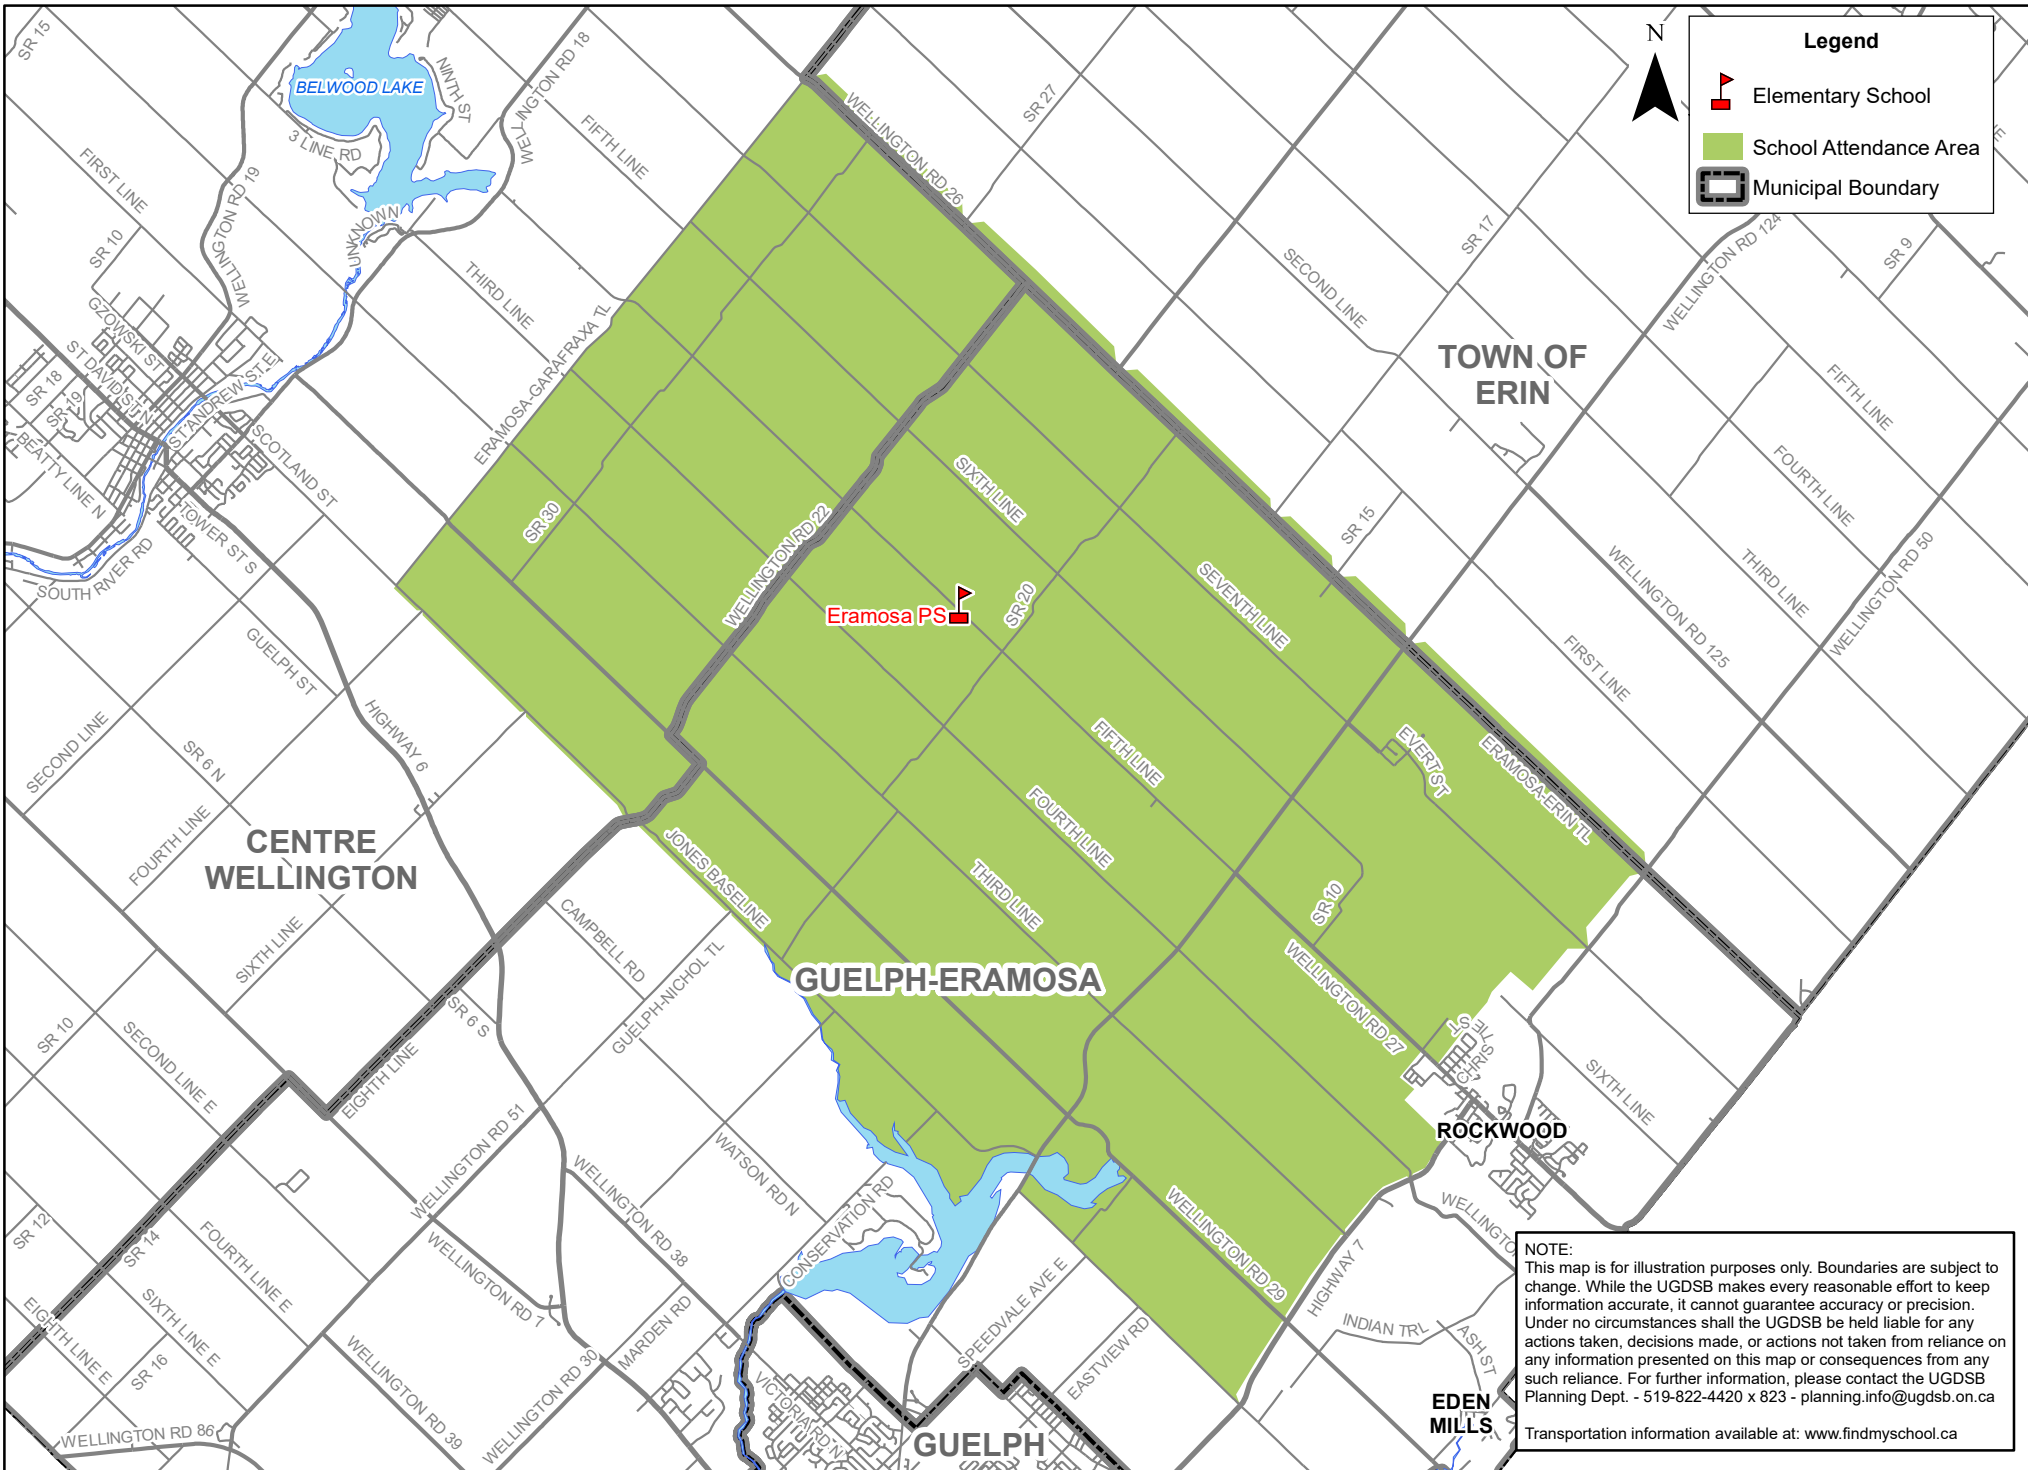 SR 15
BELWOOD LAKE
NINTH ST
WELLINGTON RD 18
3 LINE RD
FIRST LINE
WELLINGTON RD 19
SR 10
UNKNOWN
FIFTH LINE
THIRD LINE
WELLINGTON RD 26
SR 27
N
Legend
Elementary School
School Attendance Area
Municipal Boundary
SECOND LINE
SR 17
WELLINGTON RD 124
SR 9
TOWN OF
ERIN
FIFTH LINE
FOURTH LINE
THIRD LINE
WELLINGTON RD 50
WELLINGTON RD 125
FIRST LINE
SR 15
GZOWSKI ST
ST DAVID ST N
SR 18
SR 19
BEATTY LINE N
ST ANDREW ST E
SCOTLAND ST
TOWER ST S
SOUTH RIVER RD
ERAMOSA-GARAFRAXA TL
SR 30
WELLINGTON RD 22
SIXTH LINE
SR 20
Eramosa PS
SEVENTH LINE
EVERT ST
ERAMOSA-ERIN TL
FIFTH LINE
FOURTH LINE
THIRD LINE
SR 10
WELLINGTON RD 27
GUELPH ST
HIGHWAY 6
SECOND LINE
SR 6 N
FOURTH LINE
CENTRE
WELLINGTON
SIXTH LINE
JONES BASELINE
CAMPBELL RD
GUELPH-NICHOL TL
SR 6 S
GUELPH-ERAMOSA
SR 10
SECOND LINE E
EIGHTH LINE
WELLINGTON RD 51
WATSON RD N
WELLINGTON RD 38
CONSERVATION RD
SIXTH LINE
ROCKWOOD
WELLINGTON RD 29
HIGHWAY 7
INDIAN TRL
ASH ST
EDEN
MILLS
SR 12
SR 14
FOURTH LINE E
SIXTH LINE E
EIGHTH LINE E
SR 16
WELLINGTON RD 7
WELLINGTON RD 39
WELLINGTON RD 30
MARDEN RD
WELLINGTON RD 86
VICTORIA RD N
SPEEDVALE AVE E
EASTVIEW RD
GUELPH
NOTE:
This map is for illustration purposes only. Boundaries are subject to
change. While the UGDSB makes every reasonable effort to keep
information accurate, it cannot guarantee accuracy or precision.
Under no circumstances shall the UGDSB be held liable for any
actions taken, decisions made, or actions not taken from reliance on
any information presented on this map or consequences from any
such reliance. For further information, please contact the UGDSB
Planning Dept. - 519-822-4420 x 823 - planning.info@ugdsb.on.ca
Transportation information available at: www.findmyschool.ca